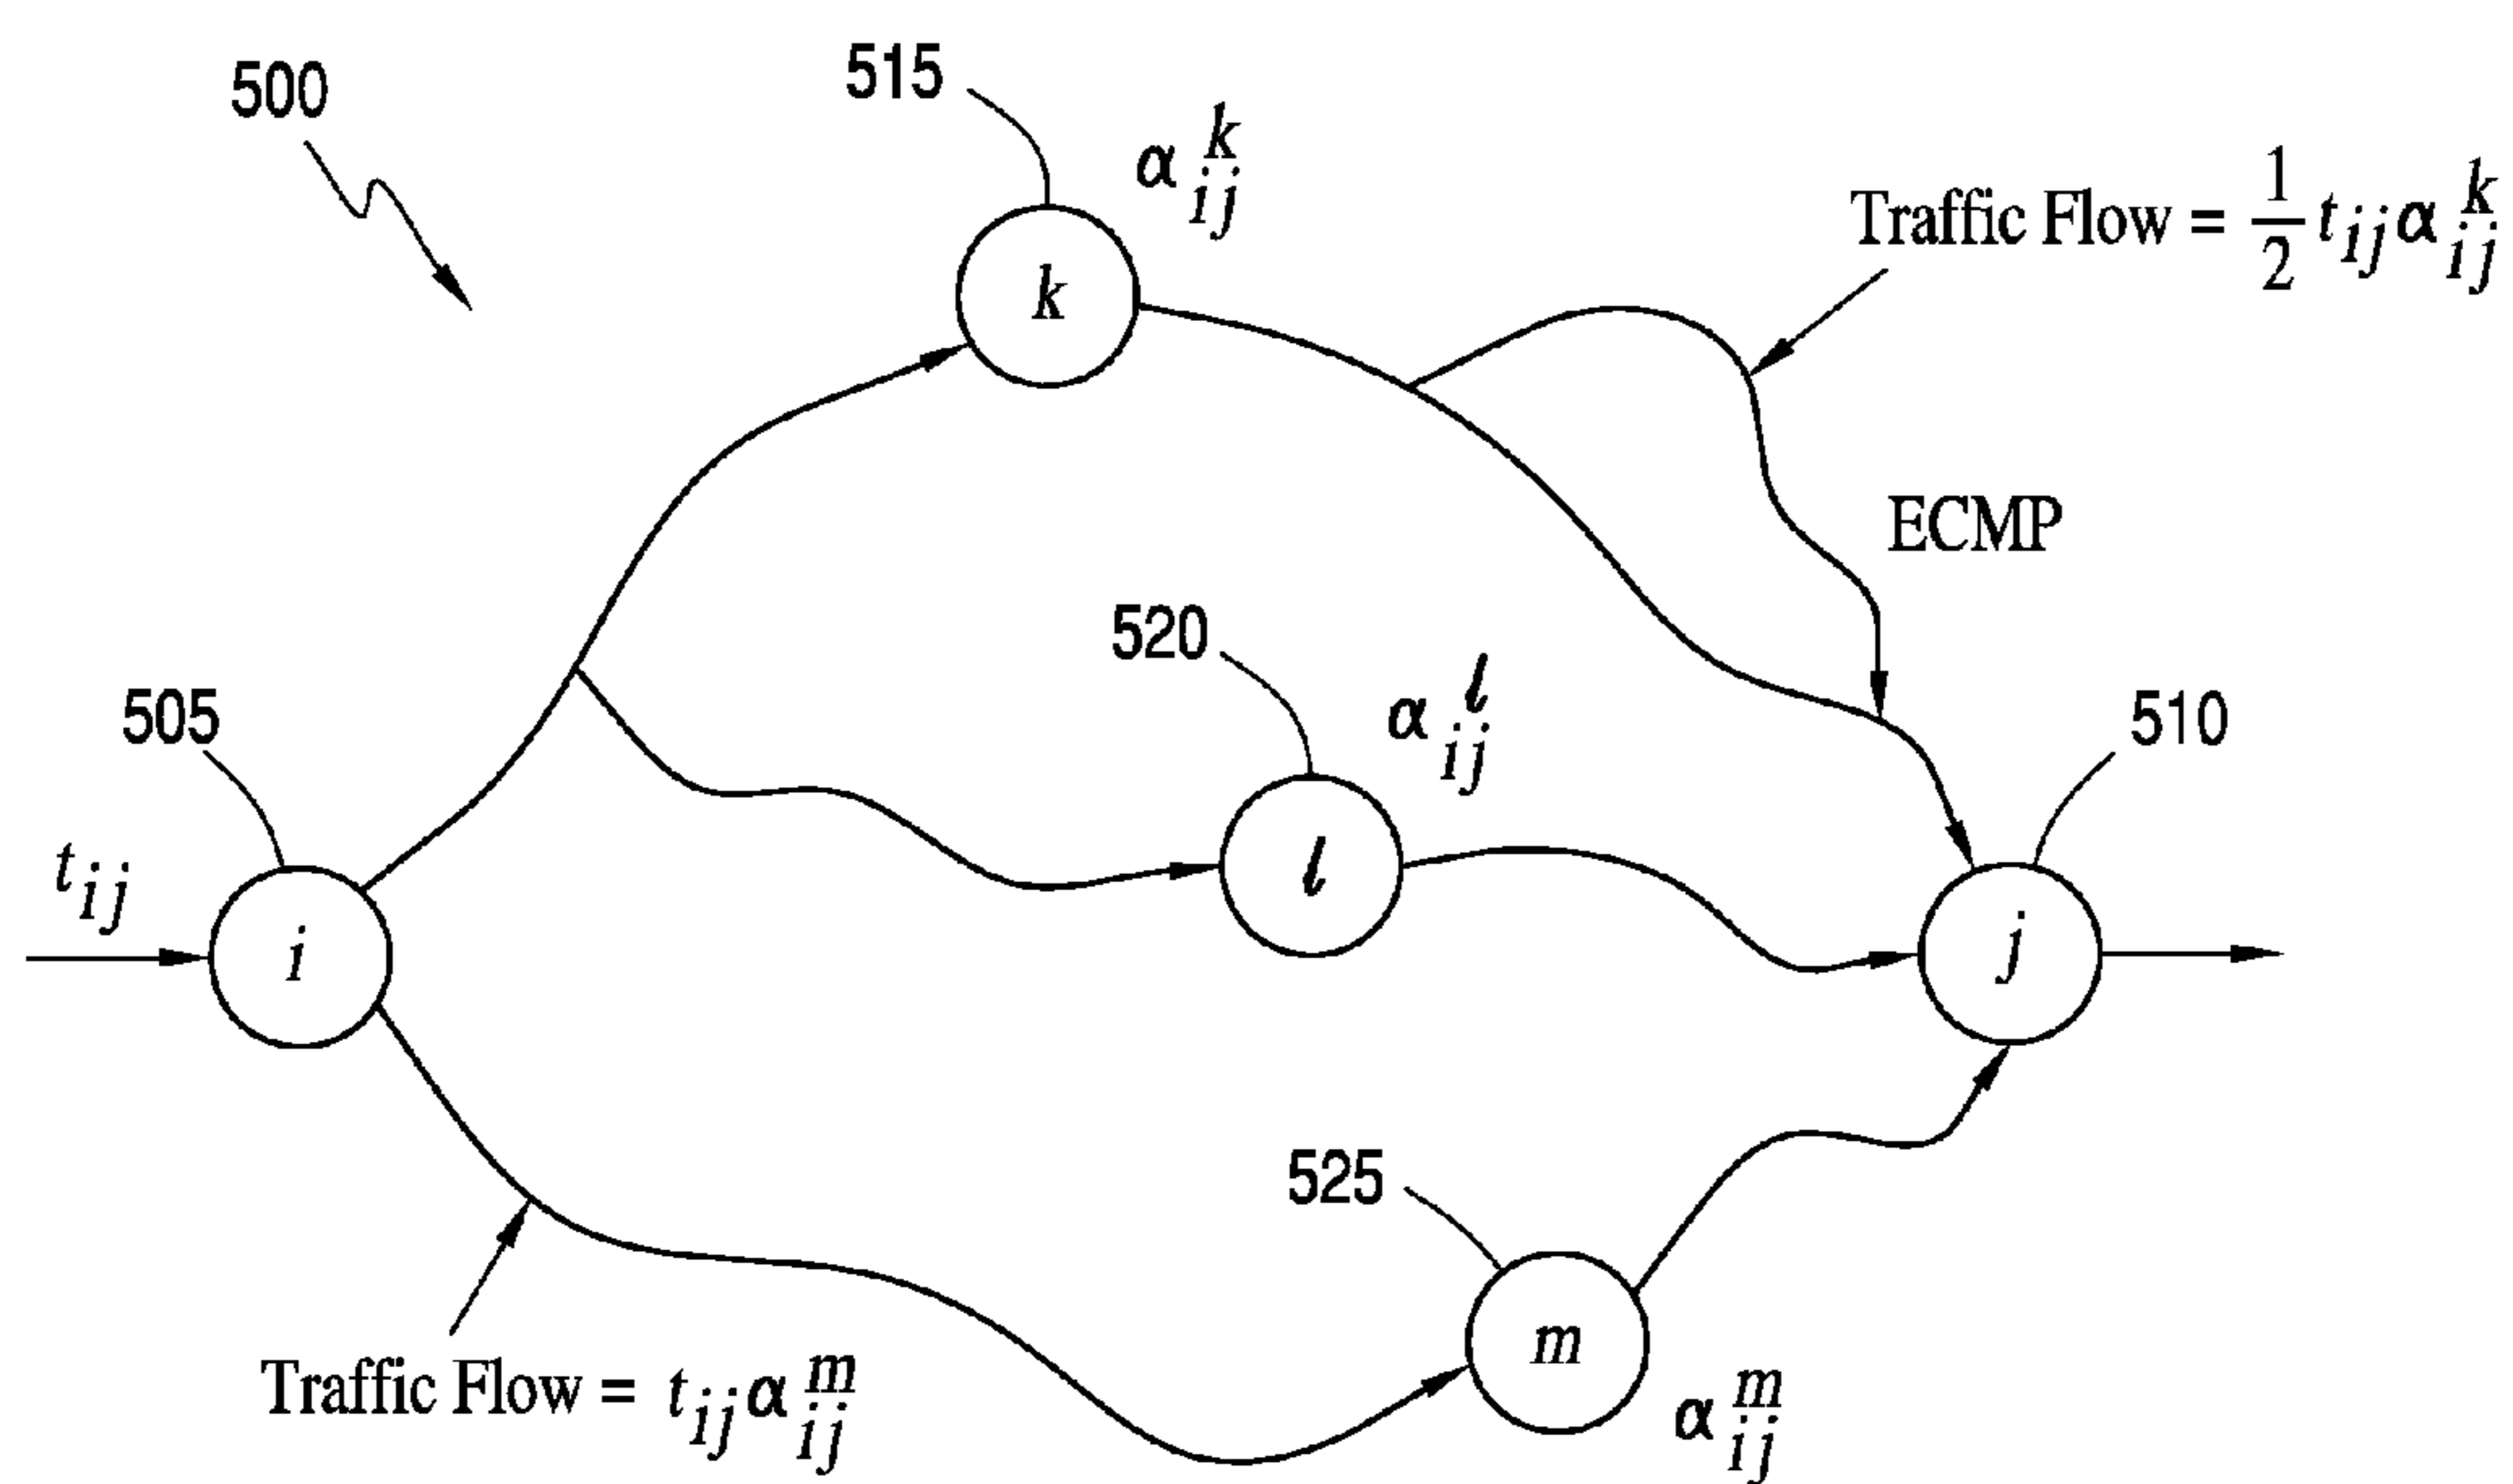 500
515
α^k_ij
k
Traffic Flow = 1/2 t_ij α^k_ij
ECMP
520
α^ℓ_ij
505
510
t_ij
i
ℓ
j
525
m
Traffic Flow = t_ij α^m_ij
α^m_ij